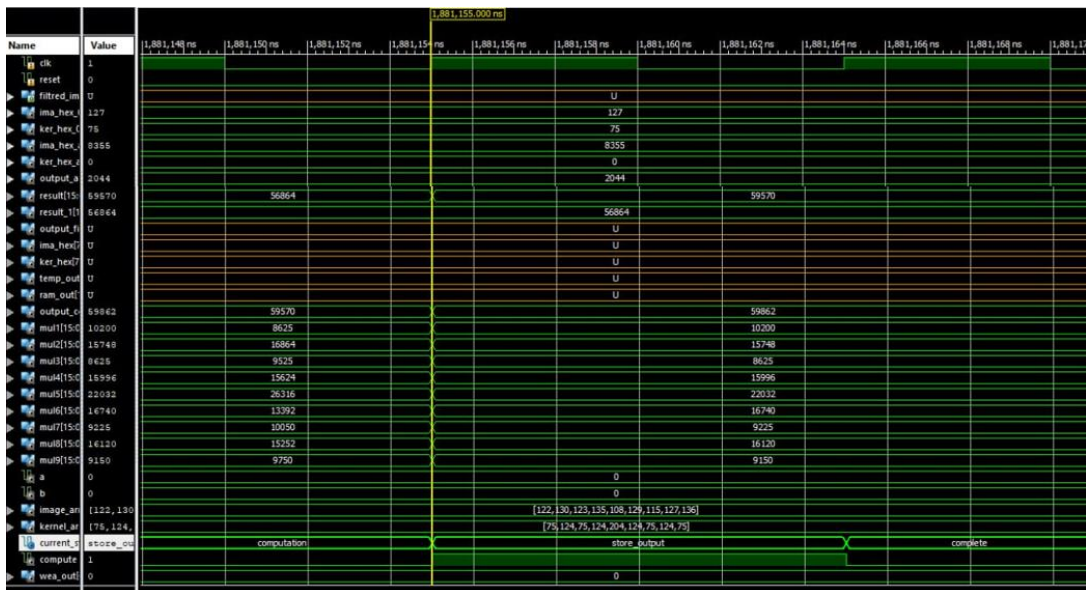 1,881,155.000 ns
Name Value 1,881,148 ns 1,881,150 ns 1,881,152 ns 1,881,154 ns 1,881,156 ns 1,881,158 ns 1,881,160 ns 1,881,162 ns 1,881,164 ns 1,881,166 ns 1,881,168 ns 1,881,17
clk 1
reset 0
filtred_im U U
ima_hex_ 127 127
ker_hex_ 75 75
ima_hex_ 8355 8355
ker_hex_a 0 0
output_a 2044 2044
result[15: 59570 56864 59570
result_1[1 56864 56864
output_fi U U
ima_hex[7 U U
ker_hex[7 U U
temp_out U U
ram_out[ U U
output_c 59862 59570 59862
mul1[15:0 10200 8625 10200
mul2[15:0 15748 16864 15748
mul3[15:0 8625 9525 8625
mul4[15:0 15996 15624 15996
mul5[15:0 22032 26316 22032
mul6[15:0 16740 13392 16740
mul7[15:0 9225 10050 9225
mul8[15:0 16120 15252 16120
mul9[15:0 9150 9750 9150
a 0 0
b 0 0
image_arr [122,130 [122,130,123,135,108,129,115,127,136]
kernel_ar [75,124, [75,124,75,124,204,124,75,124,75]
current_s store_ou computation store_output complete
compute 1
wea_out[ 0 0